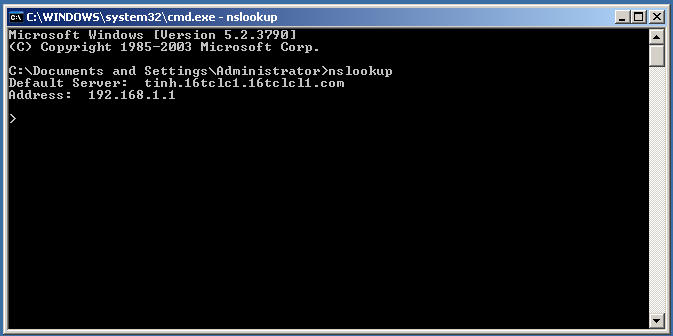 C:\WINDOWS\system32\cmd.exe - nslookup
Microsoft Windows [Version 5.2.3790]
(C) Copyright 1985-2003 Microsoft Corp.
C:\Documents and Settings\Administrator>nslookup
Default Server:  tinh.16tclc1.16tclcl1.com
Address:  192.168.1.1
>